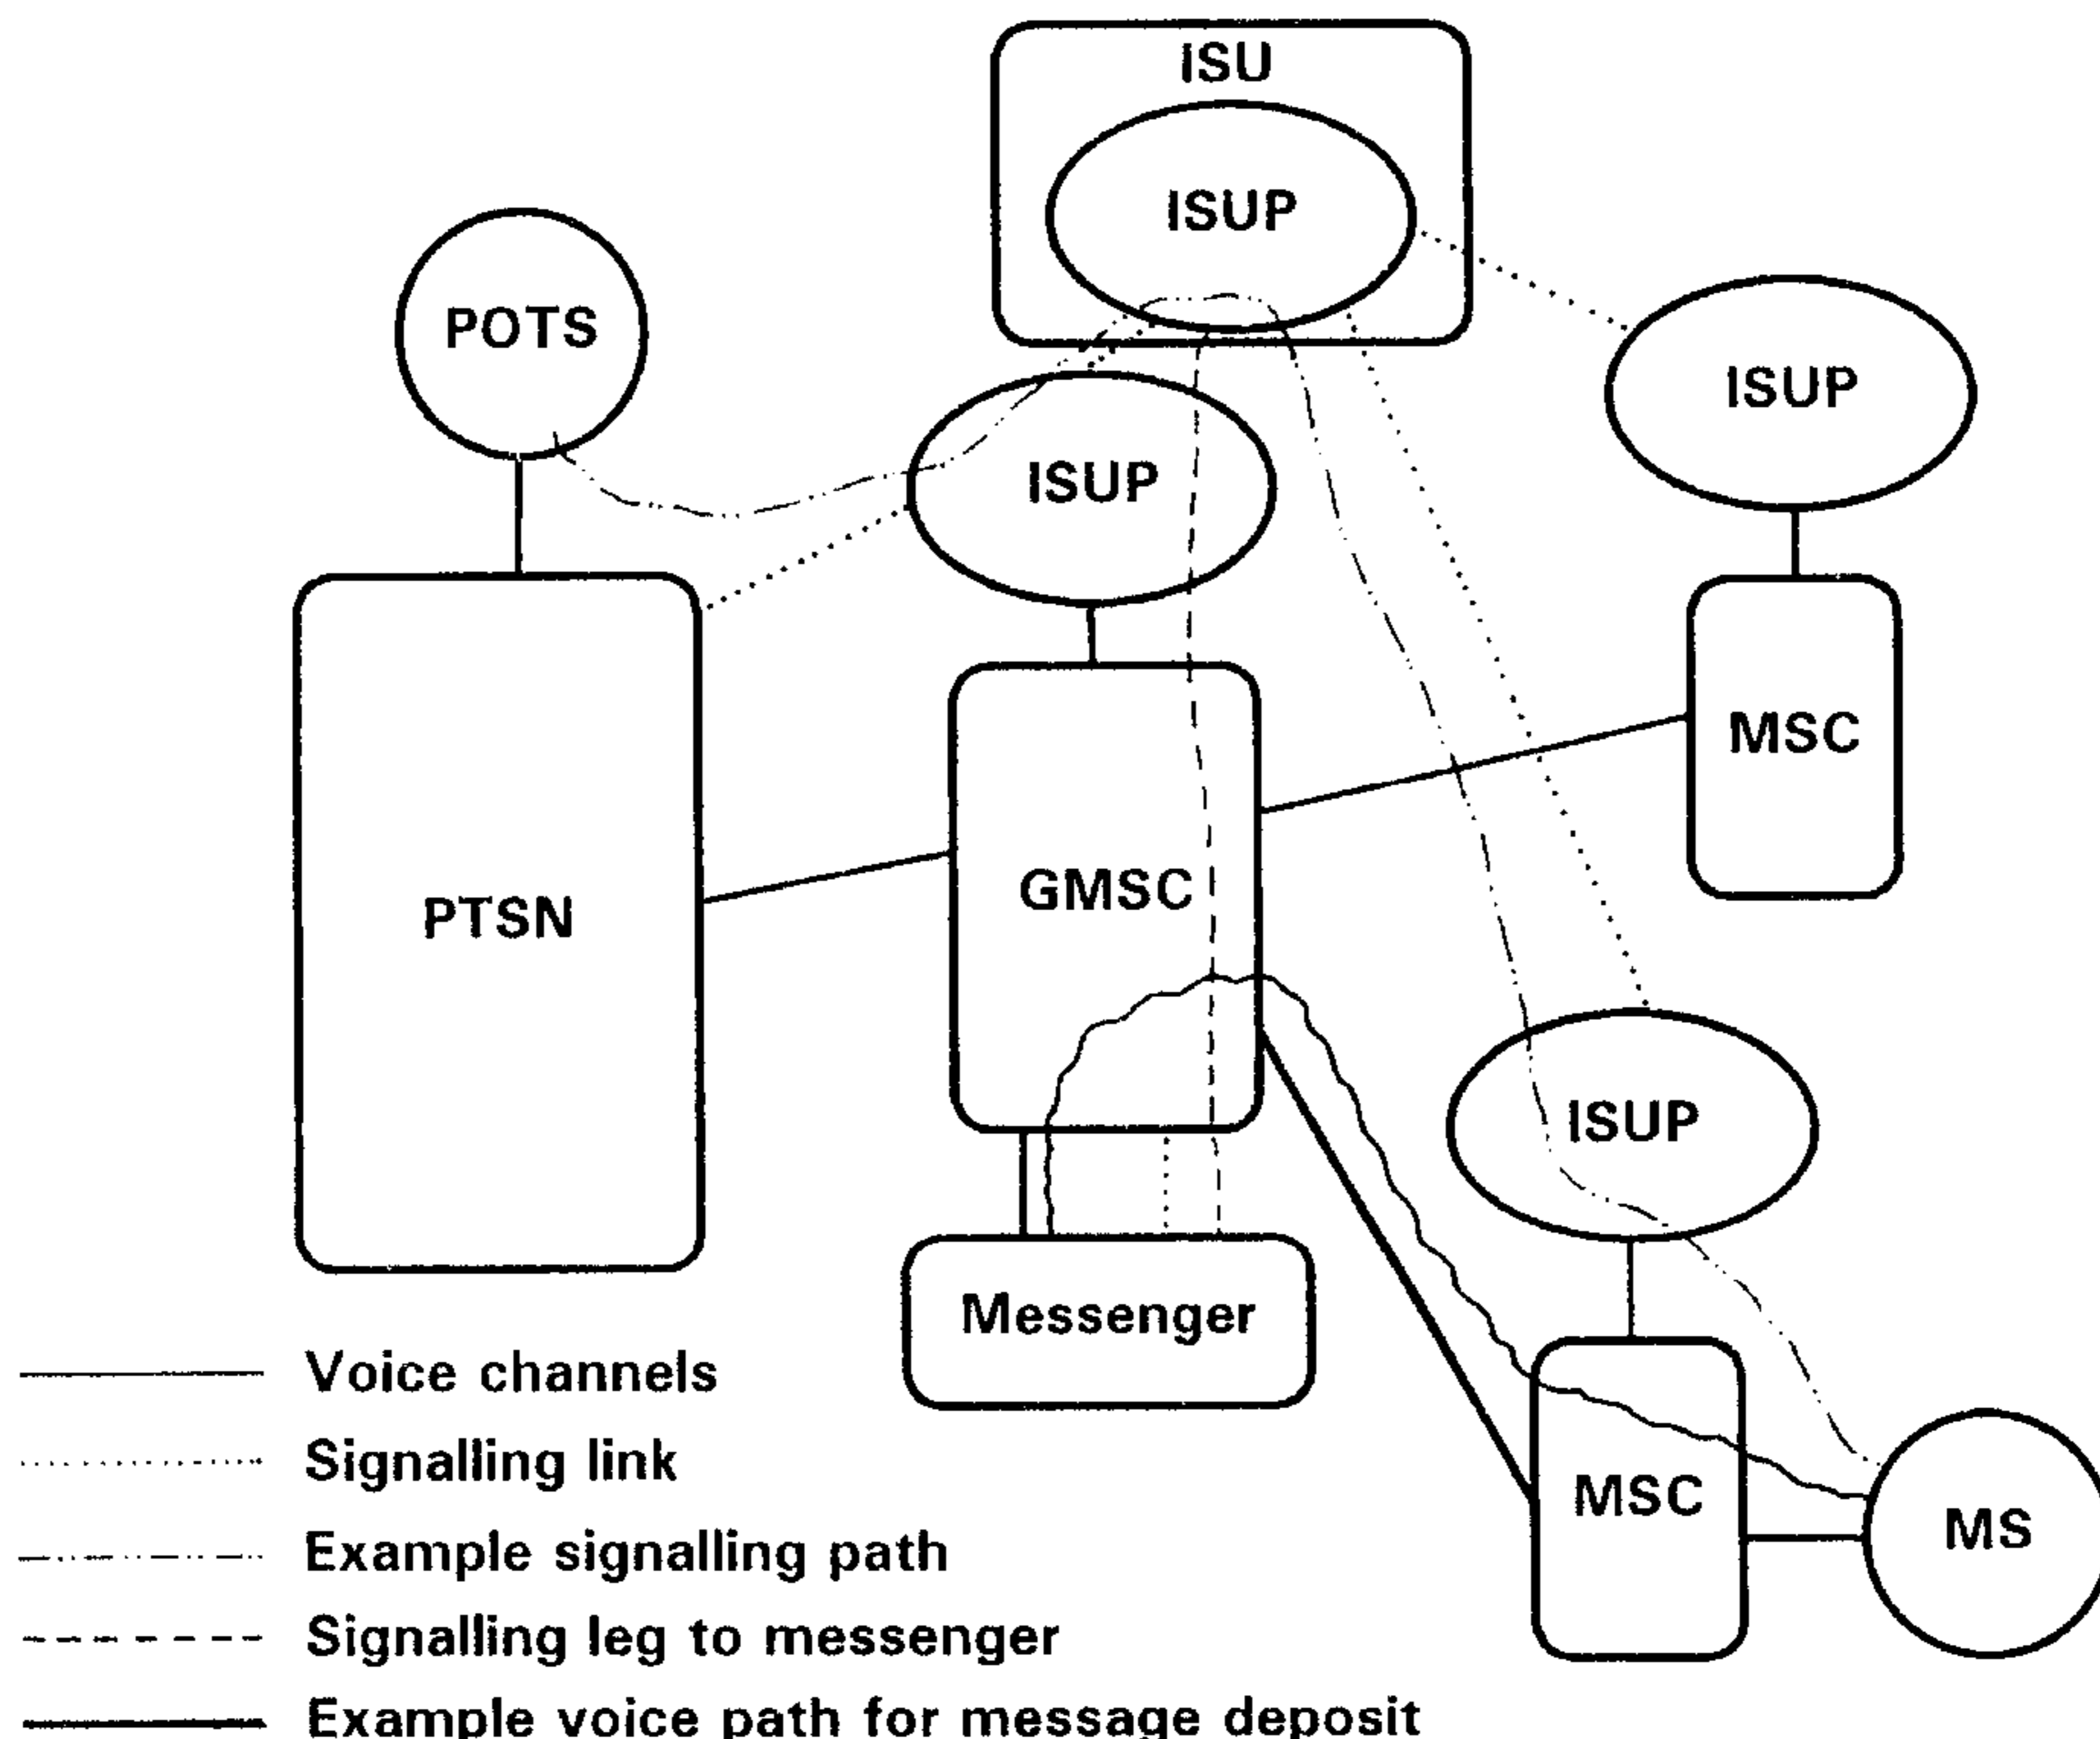 ISU
ISUP
POTS
ISUP
ISUP
MSC
GMSC
PTSN
ISUP
Messenger
MSC
MS
Voice channels
Signalling link
Example signalling path
Signalling leg to messenger
Example voice path for message deposit